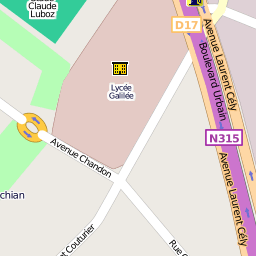 Claude
Luboz
D17
Lycée
Galilée
Avenue Laurent Cély
Boulevard Urbain
N315
Avenue Chandon
Avenue Laurent Cély
chian
t Couturier
Rue